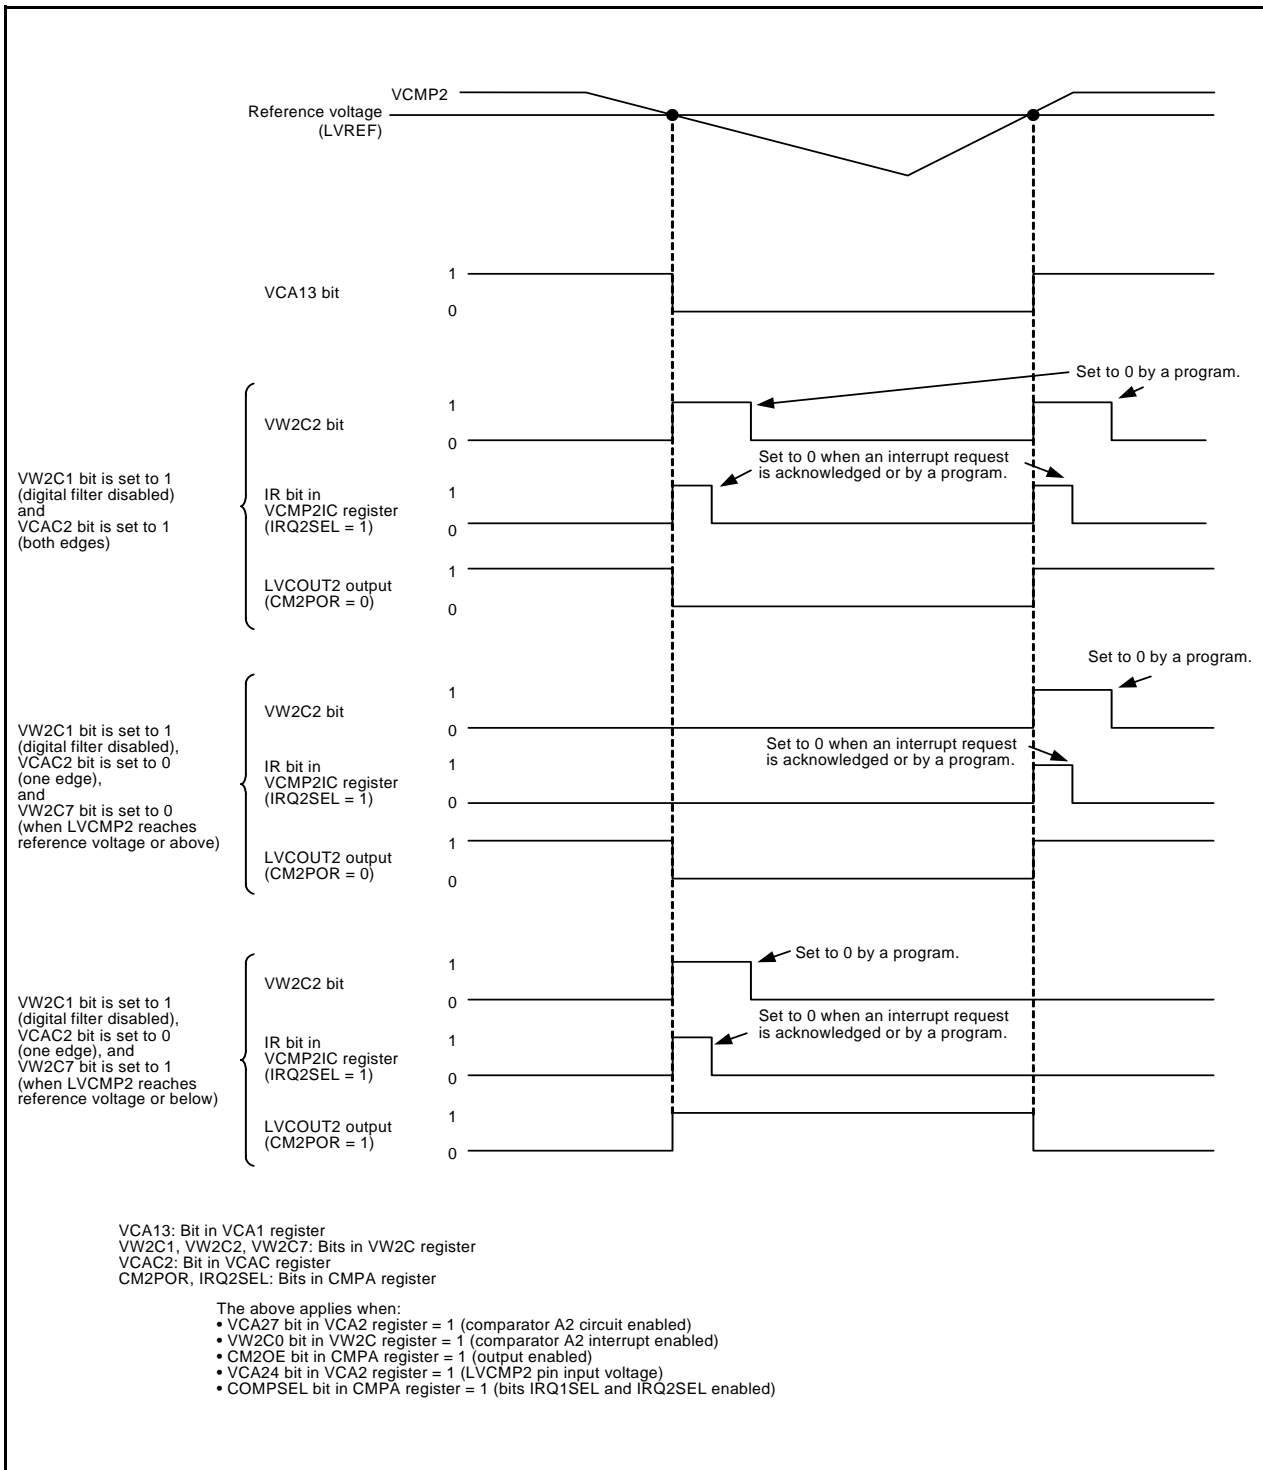 VCMP2
Reference voltage
(LVREF)
VCA13 bit
1
0
Set to 0 by a program.
VW2C1 bit is set to 1
(digital filter disabled)
and
VCAC2 bit is set to 1
(both edges)
VW2C2 bit
1
0
Set to 0 when an interrupt request
is acknowledged or by a program.
IR bit in
VCMP2IC register
(IRQ2SEL = 1)
1
0
LVCOUT2 output
(CM2POR = 0)
1
0
Set to 0 by a program.
VW2C1 bit is set to 1
(digital filter disabled),
VCAC2 bit is set to 0
(one edge),
and
VW2C7 bit is set to 0
(when LVCMP2 reaches
reference voltage or above)
VW2C2 bit
1
0
Set to 0 when an interrupt request
is acknowledged or by a program.
IR bit in
VCMP2IC register
(IRQ2SEL = 1)
1
0
LVCOUT2 output
(CM2POR = 0)
1
0
Set to 0 by a program.
VW2C1 bit is set to 1
(digital filter disabled),
VCAC2 bit is set to 0
(one edge), and
VW2C7 bit is set to 1
(when LVCMP2 reaches
reference voltage or below)
VW2C2 bit
1
0
Set to 0 when an interrupt request
is acknowledged or by a program.
IR bit in
VCMP2IC register
(IRQ2SEL = 1)
1
0
LVCOUT2 output
(CM2POR = 1)
1
0
VCA13: Bit in VCA1 register
VW2C1, VW2C2, VW2C7: Bits in VW2C register
VCAC2: Bit in VCAC register
CM2POR, IRQ2SEL: Bits in CMPA register
The above applies when:
• VCA27 bit in VCA2 register = 1 (comparator A2 circuit enabled)
• VW2C0 bit in VW2C register = 1 (comparator A2 interrupt enabled)
• CM2OE bit in CMPA register = 1 (output enabled)
• VCA24 bit in VCA2 register = 1 (LVCMP2 pin input voltage)
• COMPSEL bit in CMPA register = 1 (bits IRQ1SEL and IRQ2SEL enabled)